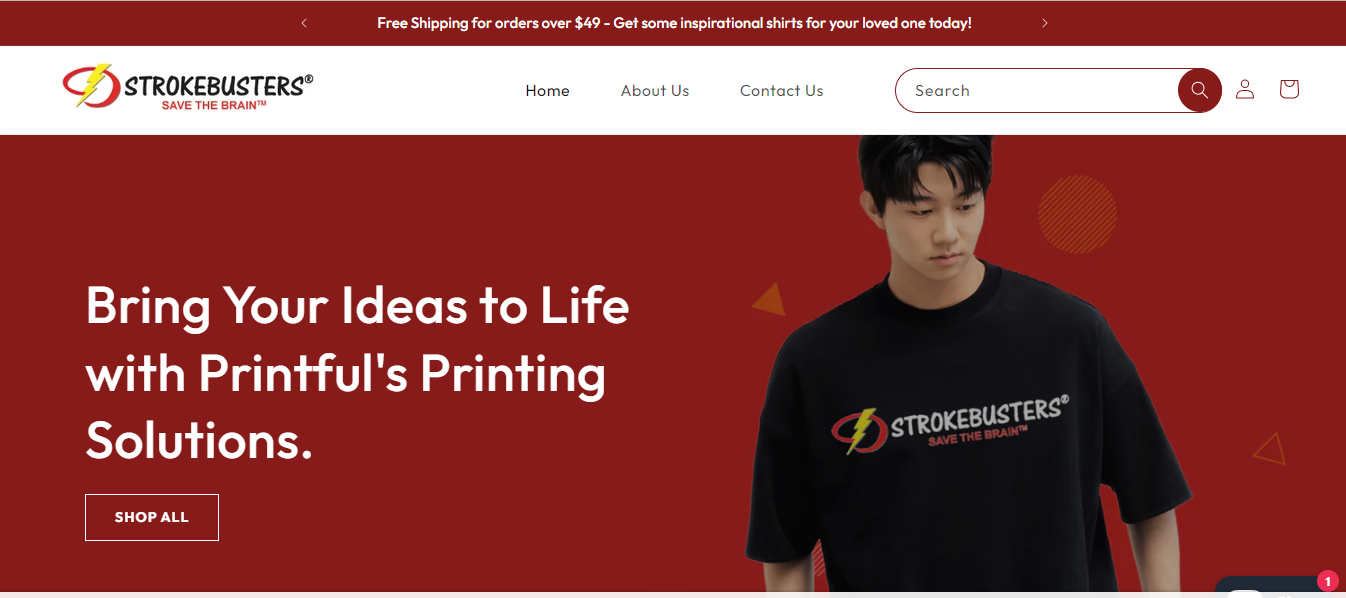 Free Shipping for orders over $49 - Get some inspirational shirts for your loved one today!
STROKEBUSTERS®
SAVE THE BRAIN™
Home
About Us
Contact Us
Search
Bring Your Ideas to Life
with Printful's Printing
Solutions.
SHOP ALL
STROKEBUSTERS®
SAVE THE BRAIN™
1